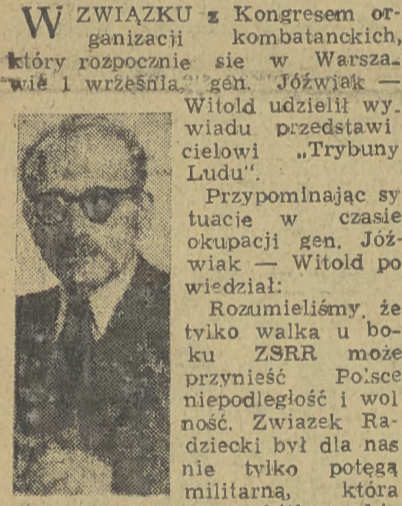 W ZWIĄZKU z Kongresem or-
ganizacji kombatanckich,
który rozpocznie się w Warsza-
wie 1 września, gen. Jóźwiak —
Witold udzielił wy-
wiadu przedstawi
cielowi „Trybuny
Ludu".
Przypominając sy
tuację w czasie
okupacji gen. Jóź-
wiak — Witold po
wiedział:
Rozumieliśmy, że
tylko walka u bo-
ku ZSRR może
przynieść Polsce
niepodległość i wol
ność. Związek Ra-
dziecki był dla nas
nie tylko potęgą
militarną, która